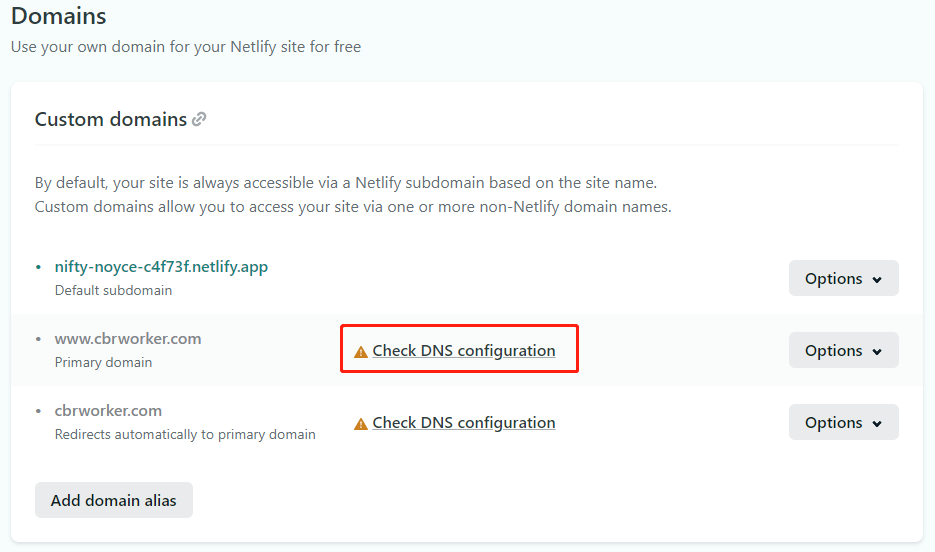 Domains
Use your own domain for your Netlify site for free
Custom domains
By default, your site is always accessible via a Netlify subdomain based on the site name.
Custom domains allow you to access your site via one or more non-Netlify domain names.
nifty-noyce-c4f73f.netlify.app
Default subdomain
Options
www.cbrworker.com
Primary domain
Check DNS configuration
Options
cbrworker.com
Redirects automatically to primary domain
Check DNS configuration
Options
Add domain alias